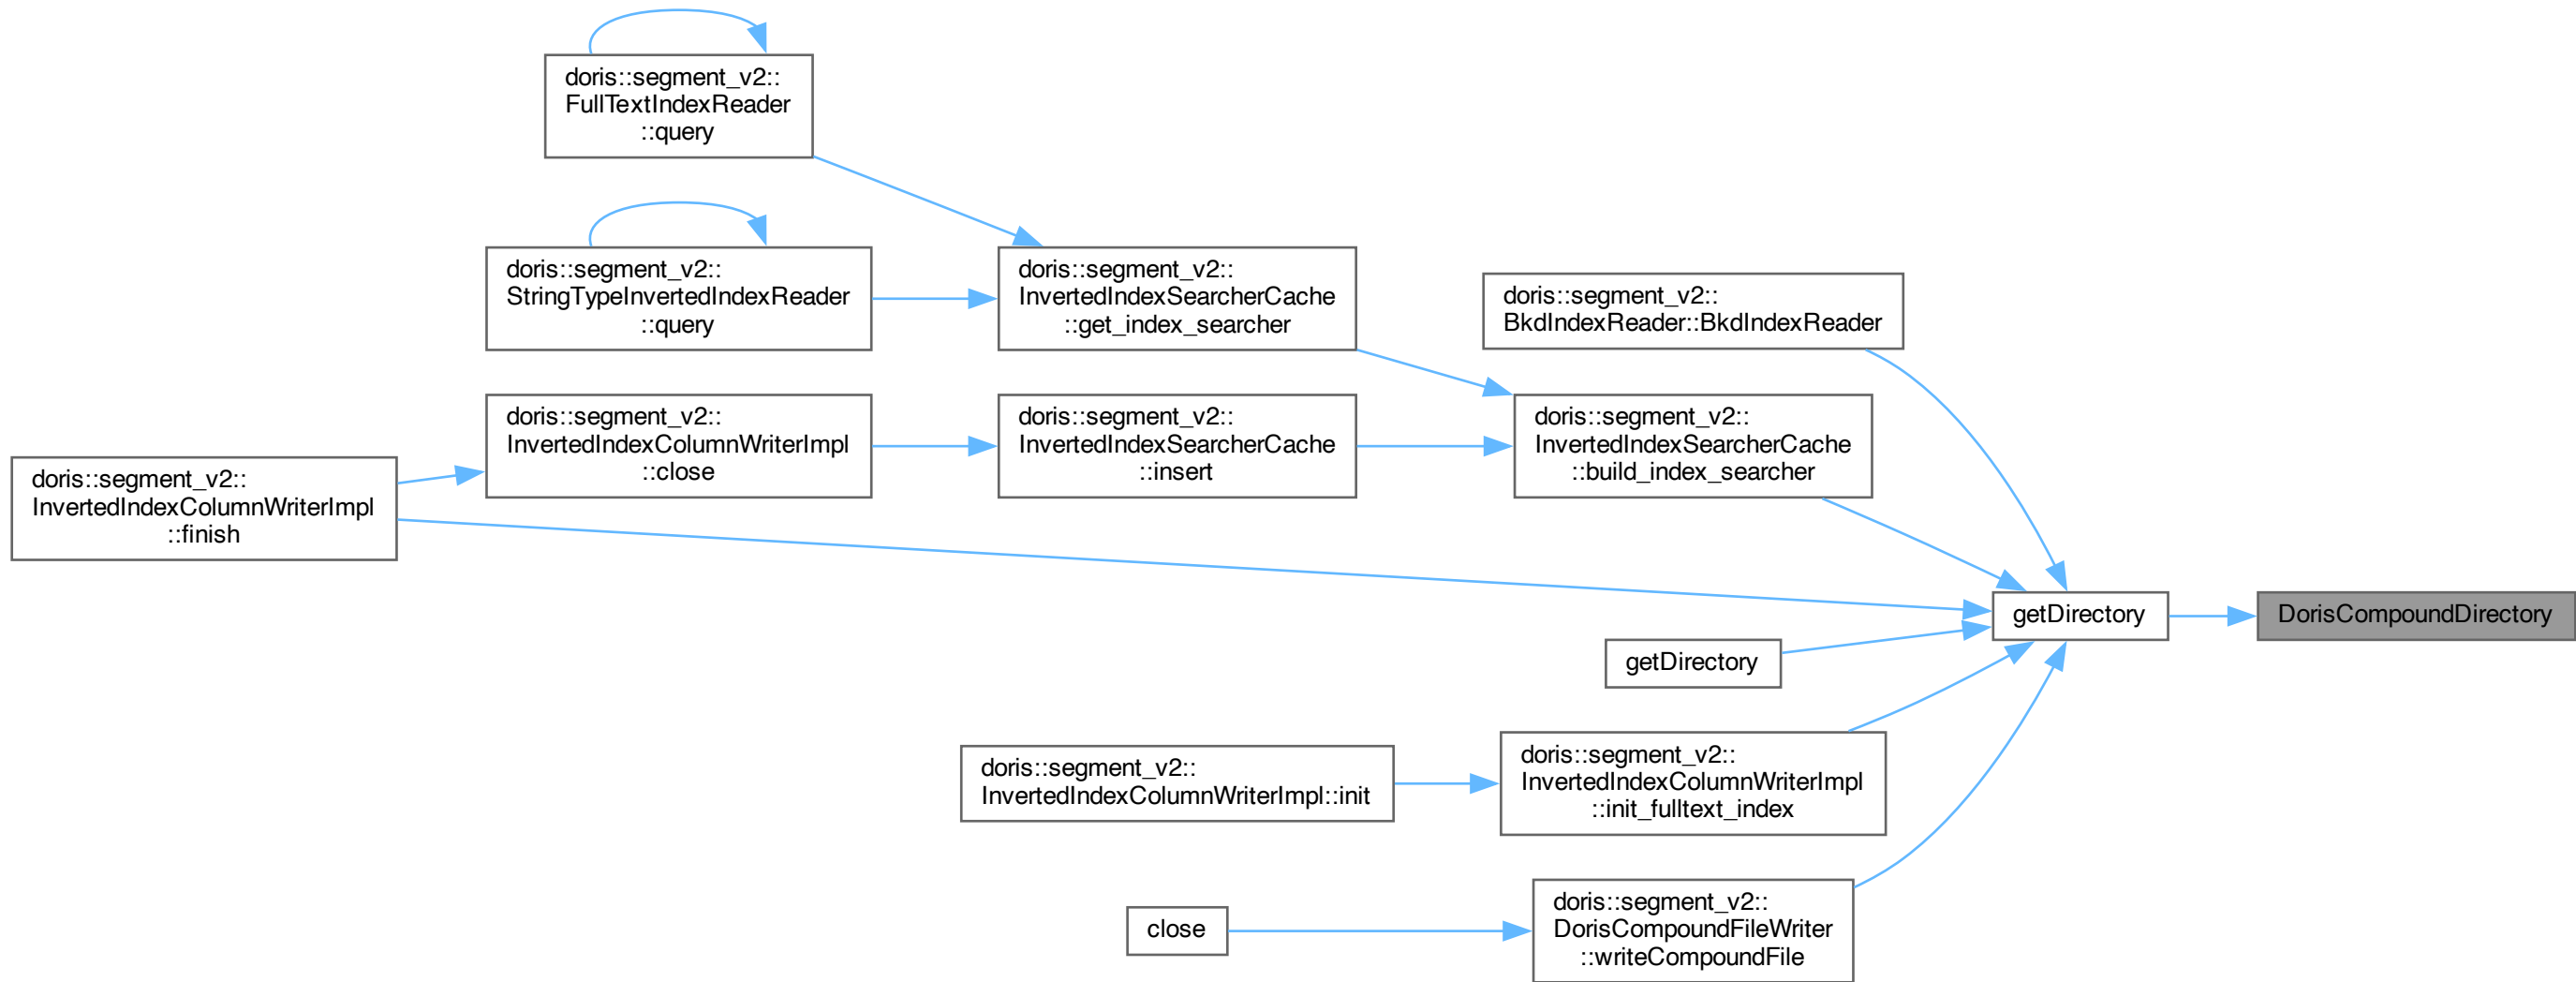 doris::segment_v2::
FullTextIndexReader
::query
doris::segment_v2::
StringTypeInvertedIndexReader
::query
doris::segment_v2::
InvertedIndexSearcherCache
::get_index_searcher
doris::segment_v2::
BkdIndexReader::BkdIndexReader
doris::segment_v2::
InvertedIndexColumnWriterImpl
::finish
doris::segment_v2::
InvertedIndexColumnWriterImpl
::close
doris::segment_v2::
InvertedIndexSearcherCache
::insert
doris::segment_v2::
InvertedIndexSearcherCache
::build_index_searcher
getDirectory
DorisCompoundDirectory
getDirectory
doris::segment_v2::
InvertedIndexColumnWriterImpl::init
doris::segment_v2::
InvertedIndexColumnWriterImpl
::init_fulltext_index
close
doris::segment_v2::
DorisCompoundFileWriter
::writeCompoundFile